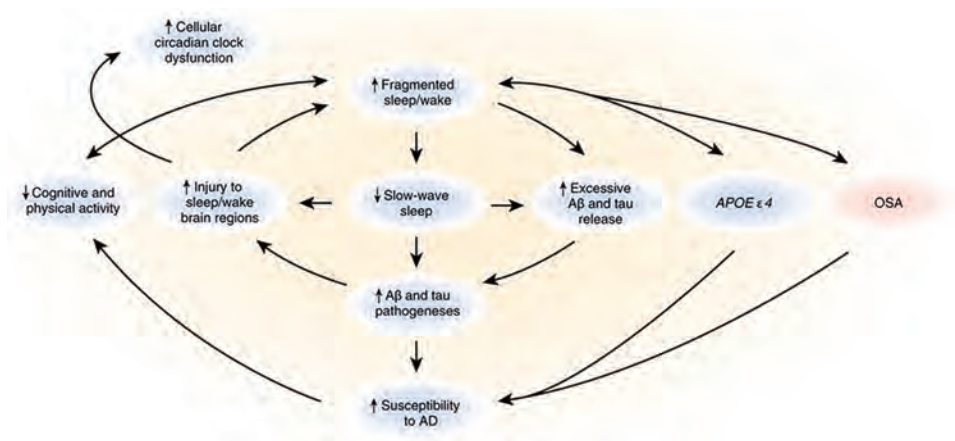 ↑ Cellular
circadian clock
dysfunction
↑ Fragmented
sleep/wake
↓ Cognitive and
physical activity
↑ Injury to
sleep/wake
brain regions
↓ Slow-wave
sleep
↑ Excessive
Aβ and tau
release
APOE ε4
OSA
↑ Aβ and tau
pathogeneses
↑ Susceptibility
to AD